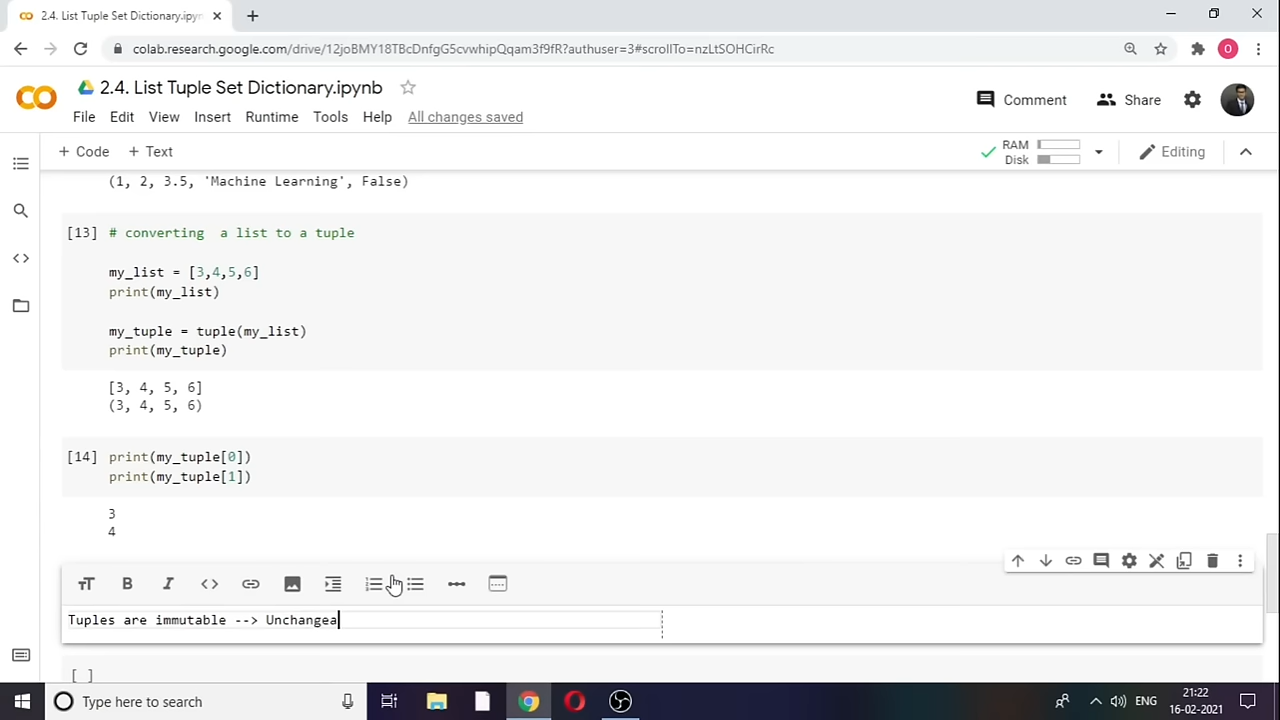 2.4. List Tuple Set Dictionary.ipyn
colab.research.google.com/drive/12joBMY18TBcDnfgG5cvwhipQqam3f9fR?authuser=3#scrollTo=nzLtSOHCirRc
O
2.4. List Tuple Set Dictionary.ipynb
File Edit View Insert Runtime Tools Help All changes saved
Comment Share
+ Code + Text
RAM
Disk
Editing
(1, 2, 3.5, 'Machine Learning', False)
[13] # converting  a list to a tuple
my_list = [3,4,5,6]
print(my_list)
my_tuple = tuple(my_list)
print(my_tuple)
[3, 4, 5, 6]
(3, 4, 5, 6)
[14] print(my_tuple[0])
print(my_tuple[1])
3
4
Tuples are immutable --> Unchangea
[ ]
Type here to search
ENG
21:22
16-02-2021